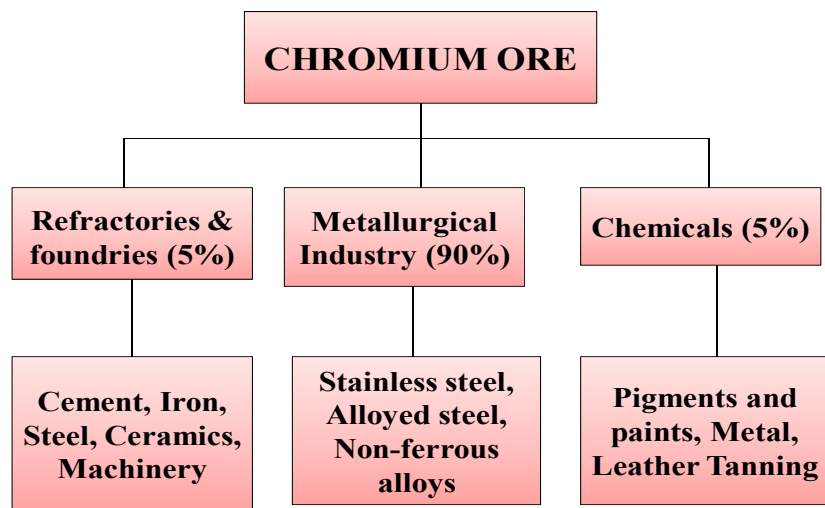 CHROMIUM ORE
Refractories &
foundries (5%)
Metallurgical
Industry (90%)
Chemicals (5%)
Cement, Iron,
Steel, Ceramics,
Machinery
Stainless steel,
Alloyed steel,
Non-ferrous
alloys
Pigments and
paints, Metal,
Leather Tanning